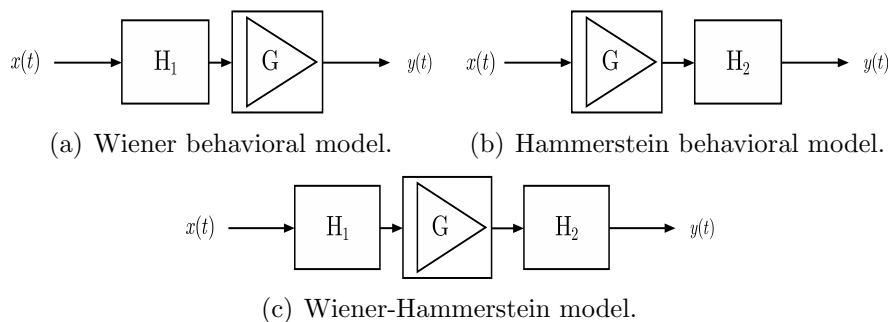 x(t) H₁ G y(t)
x(t) G H₂ y(t)
(a) Wiener behavioral model.
(b) Hammerstein behavioral model.
x(t) H₁ G H₂ y(t)
(c) Wiener-Hammerstein model.